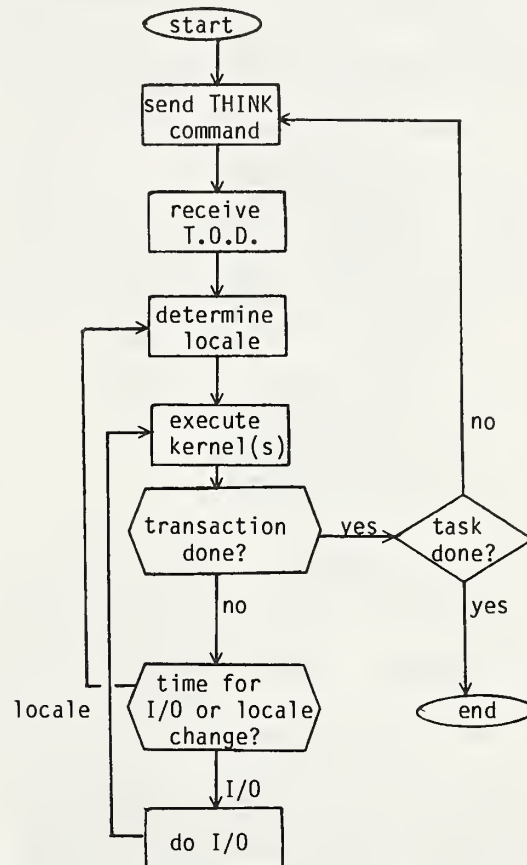 start
send THINK
command
receive
T.O.D.
determine
locale
execute
kernel(s)
no
transaction
done?
yes
task
done?
no
yes
time for
I/O or locale
change?
locale
end
I/O
do I/O